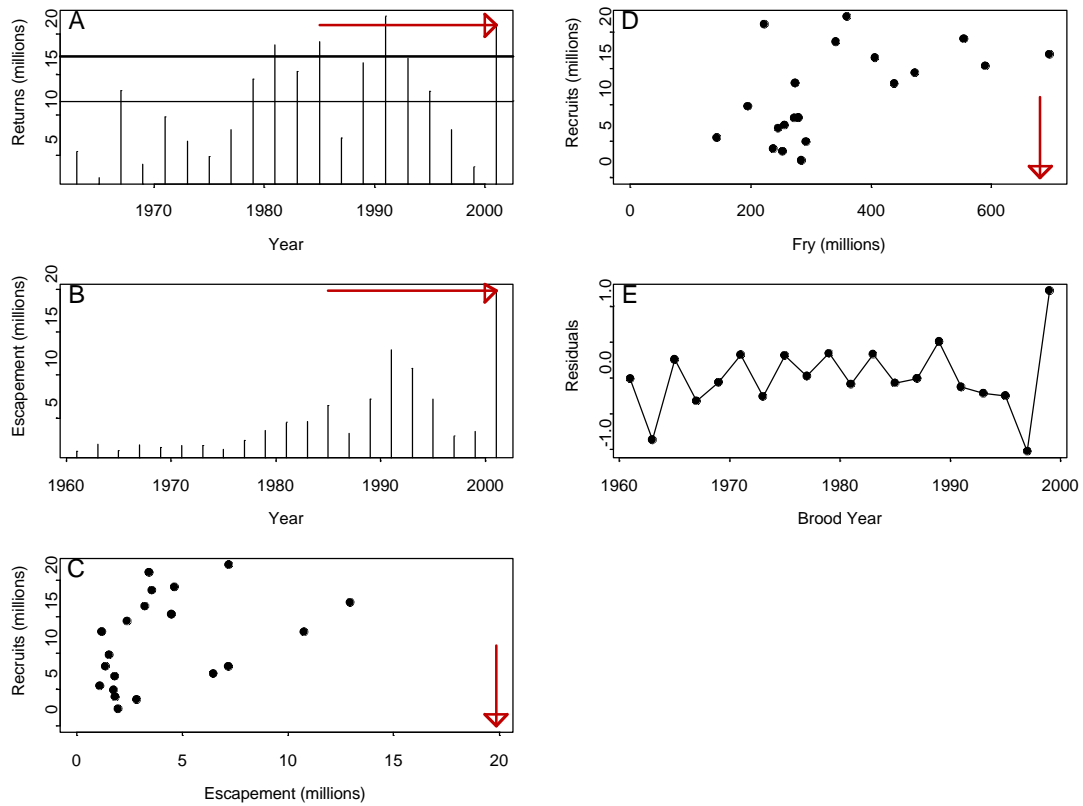 A
Returns (millions)
20
15
10
5
1970 1980 1990 2000
Year
B
Escapement (millions)
20
10
5
1960 1970 1980 1990 2000
Year
C
Recruits (millions)
20
15
10
5
0
0 5 10 15 20
Escapement (millions)
D
Recruits (millions)
20
15
10
5
0
0 200 400 600
Fry (millions)
E
Residuals
1.0
0.0
-1.0
1960 1970 1980 1990 2000
Brood Year